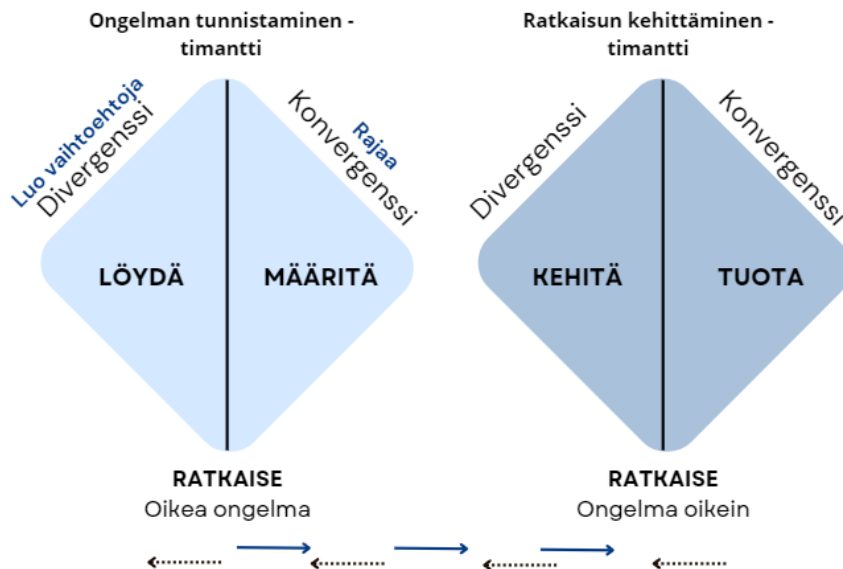 Ongelman tunnistaminen -
timantti
Luo vaihtoehtoja
Divergenssi
Konvergenssi
Rajaa
LÖYDÄ
MÄÄRITÄ
RATKAISE
Oikea ongelma
Ratkaisun kehittäminen -
timantti
Divergenssi
Konvergenssi
KEHITÄ
TUOTA
RATKAISE
Ongelma oikein